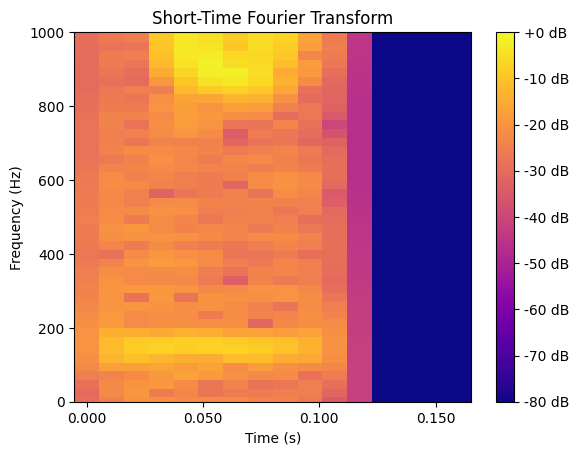 Short-Time Fourier Transform
1000
800
600
400
200
0
Frequency (Hz)
0.000
0.050
0.100
0.150
Time (s)
+0 dB
-10 dB
-20 dB
-30 dB
-40 dB
-50 dB
-60 dB
-70 dB
-80 dB